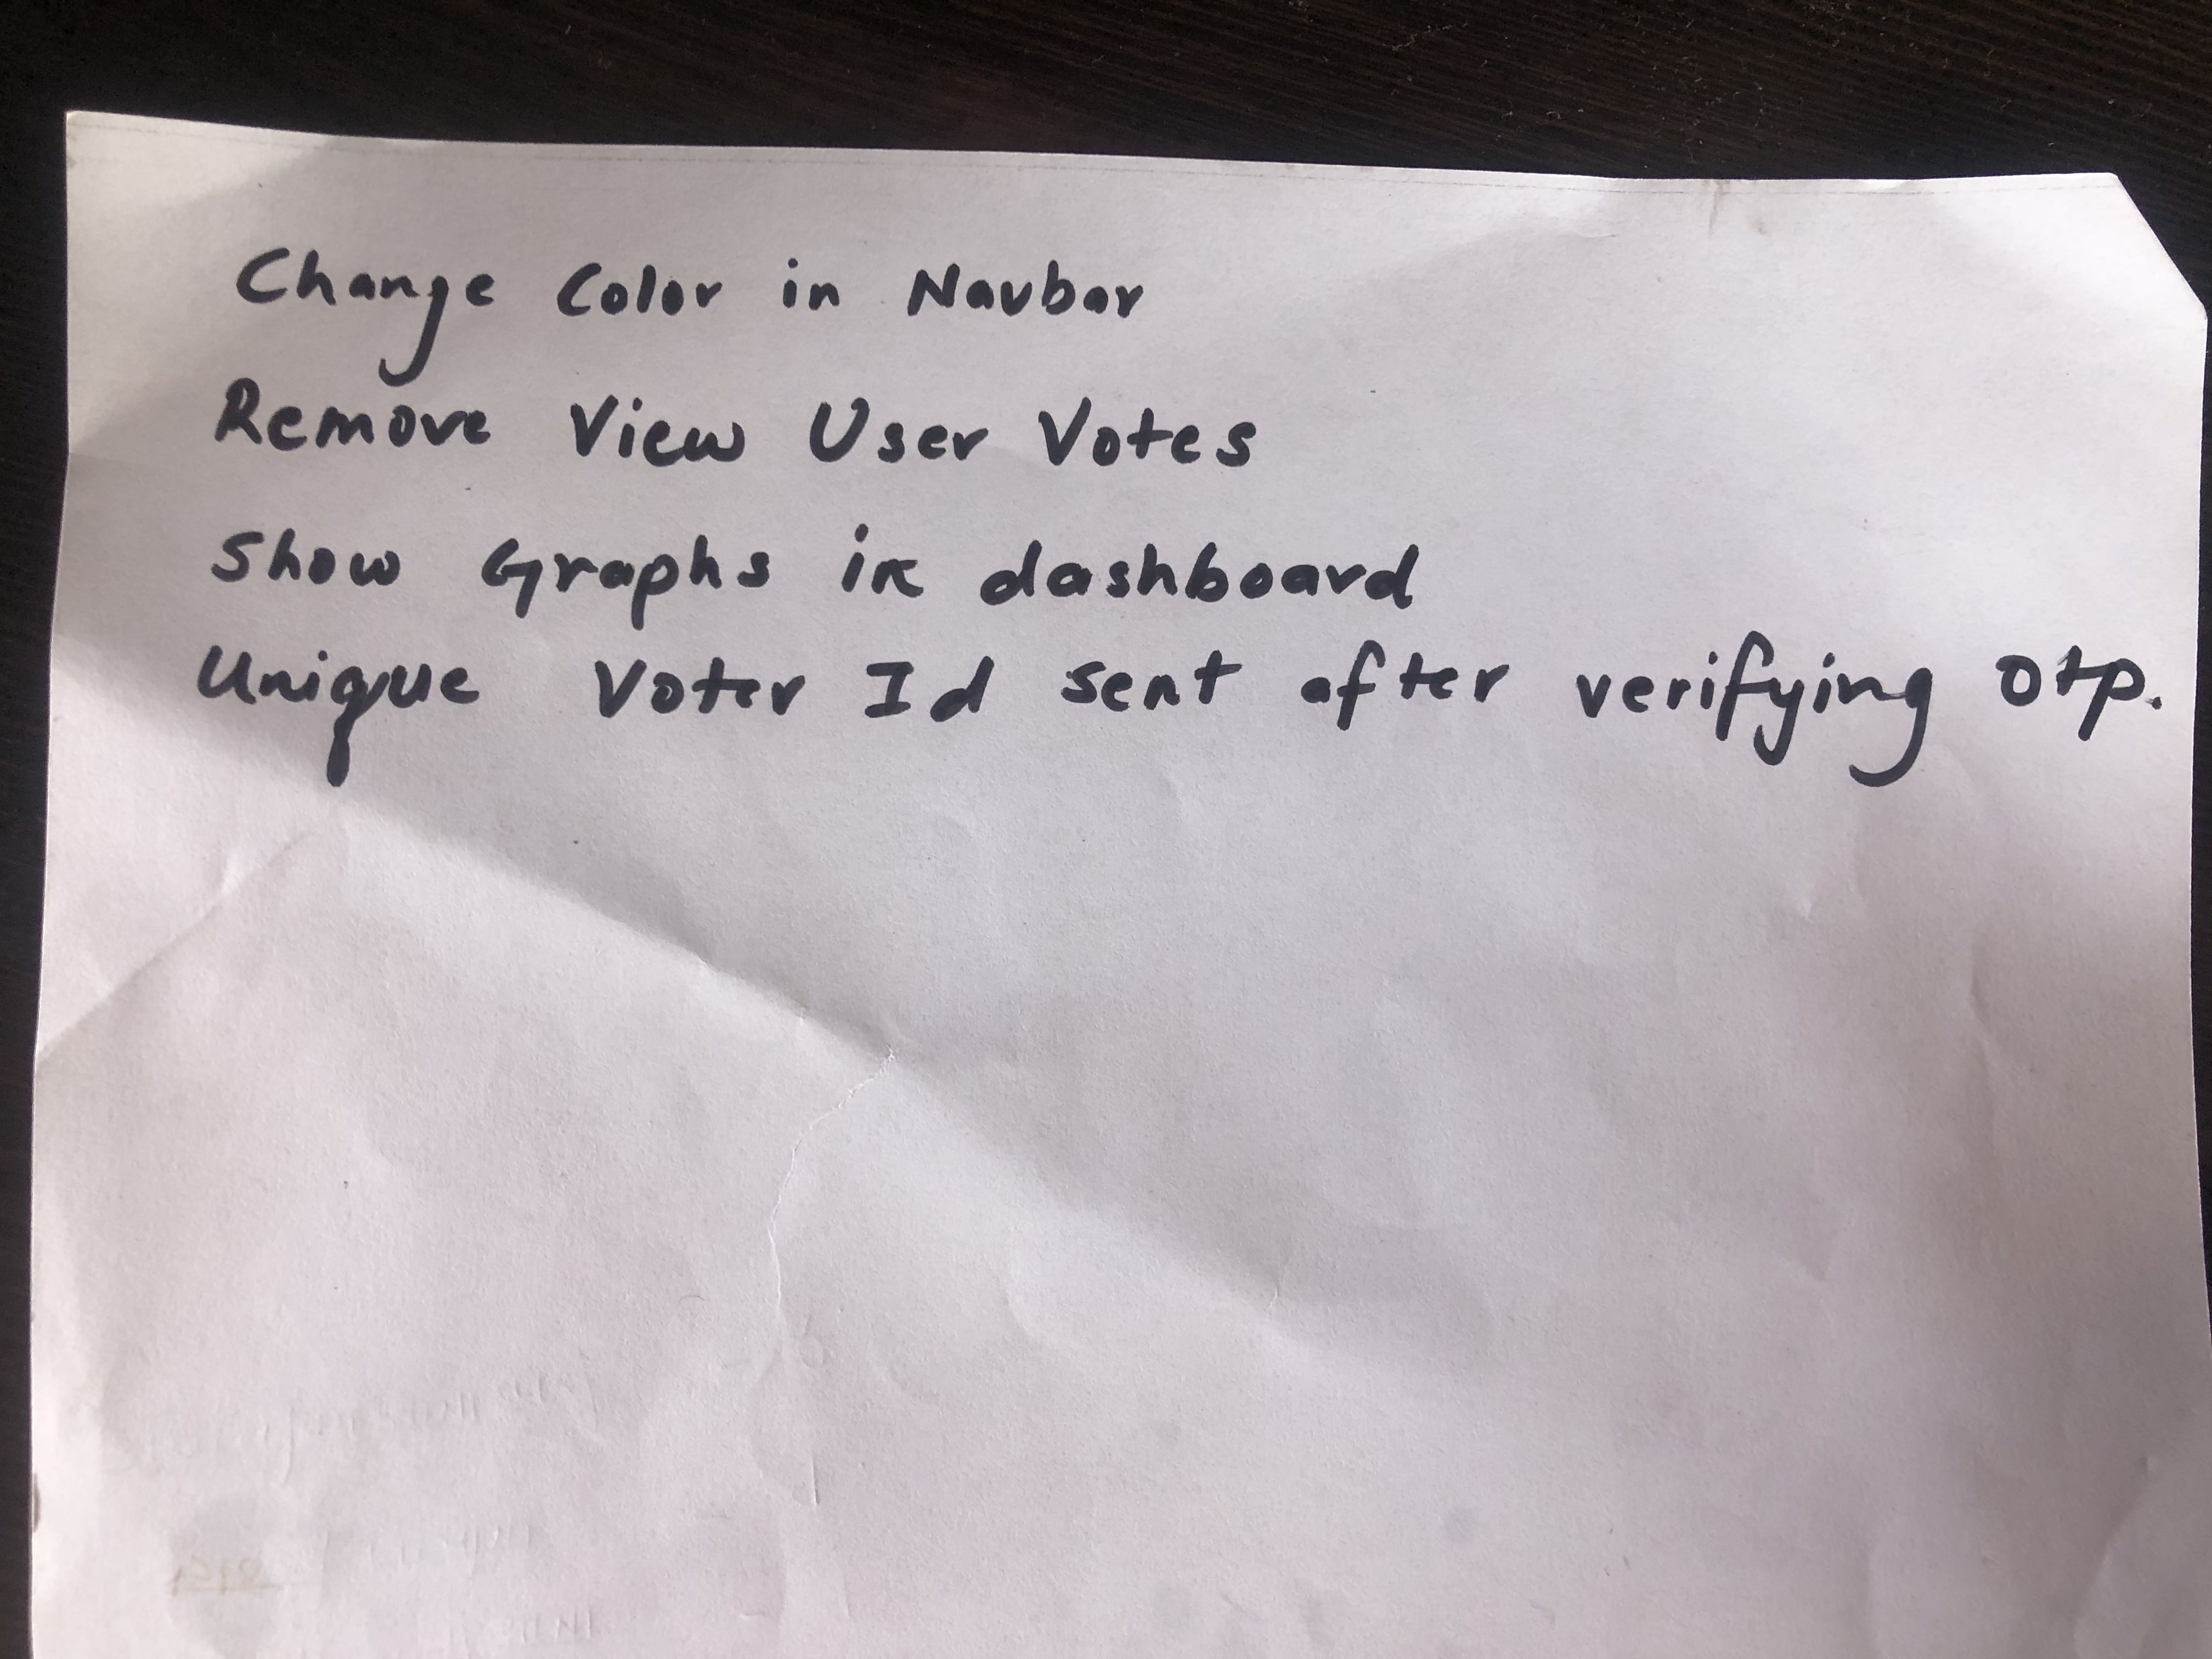 Change Color in Navbar
Remove View User Votes
Show Graphs in dashboard
Unique Voter Id sent after verifying otp.